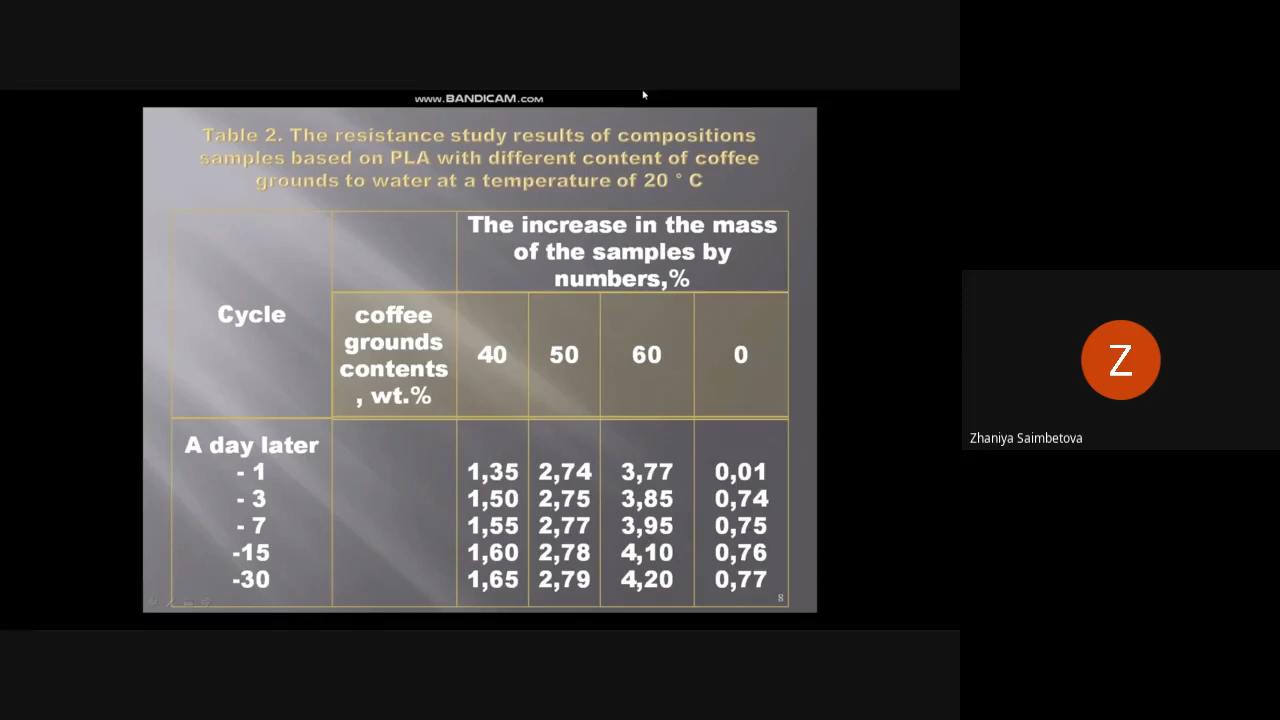 www.BANDICAM.com
Table 2. The resistance study results of compositions
samples based on PLA with different content of coffee
grounds to water at a temperature of 20 ° C
The increase in the mass
of the samples by
numbers,%
Cycle
coffee
grounds
contents
, wt.%
40 50 60 0
A day later
- 1 1,35 2,74 3,77 0,01
- 3 1,50 2,75 3,85 0,74
- 7 1,55 2,77 3,95 0,75
-15 1,60 2,78 4,10 0,76
-30 1,65 2,79 4,20 0,77
8
Z
Zhaniya Saimbetova